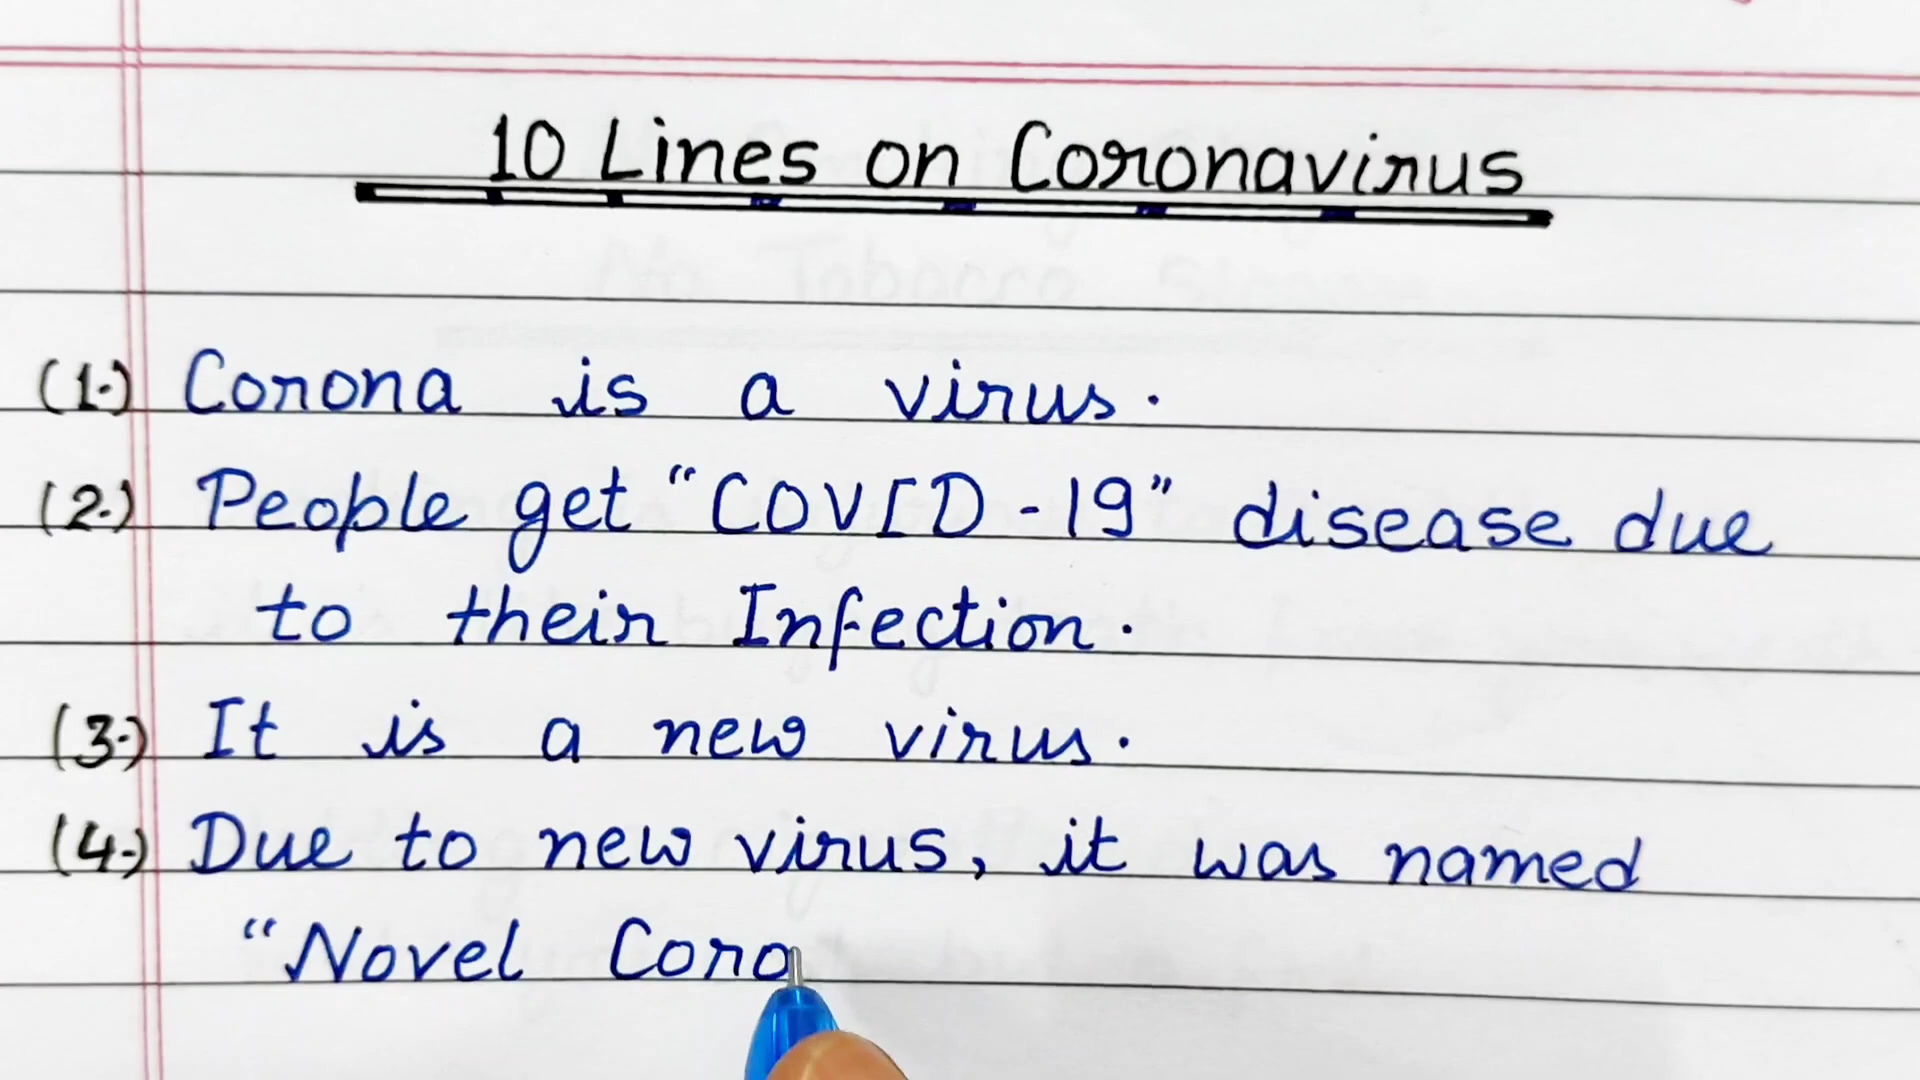 10 Lines on Coronavirus
(1.) Corona is a virus.
(2.) People get "COVID-19" disease due
to their Infection.
(3.) It is a new virus.
(4.) Due to new virus, it was named
"Novel Coro